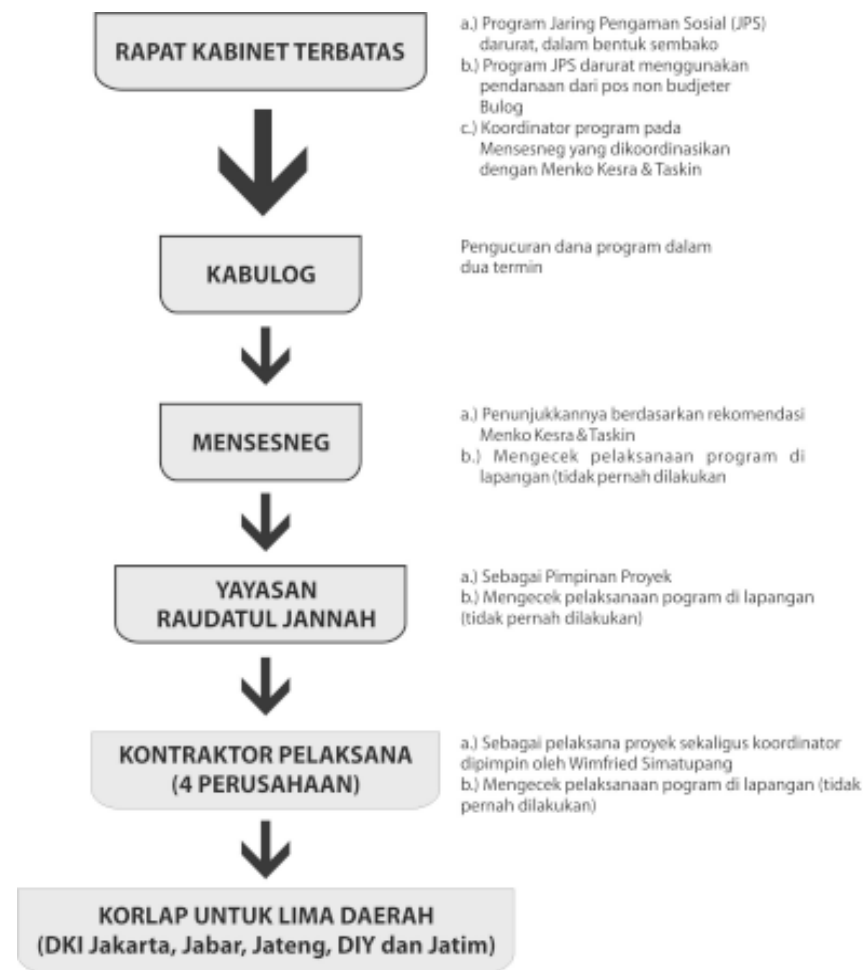 RAPAT KABINET TERBATAS
a.) Program Jaring Pengaman Sosial (JPS)
darurat, dalam bentuk sembako
b.) Program JPS darurat menggunakan
pendanaan dari pos non budjeter
Bulog
c.) Koordinator program pada
Mensesneg yang dikoordinasikan
dengan Menko Kesra & Taskin
KABULOG
Pengucuran dana program dalam
dua termin
MENSESNEG
a.) Penunjukkannya berdasarkan rekomendasi
Menko Kesra & Taskin
b.) Mengecek pelaksanaan program di
lapangan (tidak pernah dilakukan
YAYASAN
RAUDATUL JANNAH
a.) Sebagai Pimpinan Proyek
b.) Mengecek pelaksanaan pogram di lapangan
(tidak pernah dilakukan)
KONTRAKTOR PELAKSANA
(4 PERUSAHAAN)
a.) Sebagai pelaksana proyek sekaligus koordinator
dipimpin oleh Wimfried Simatupang
b.) Mengecek pelaksanaan pogram di lapangan (tidak
pernah dilakukan)
KORLAP UNTUK LIMA DAERAH
(DKI Jakarta, Jabar, Jateng, DIY dan Jatim)